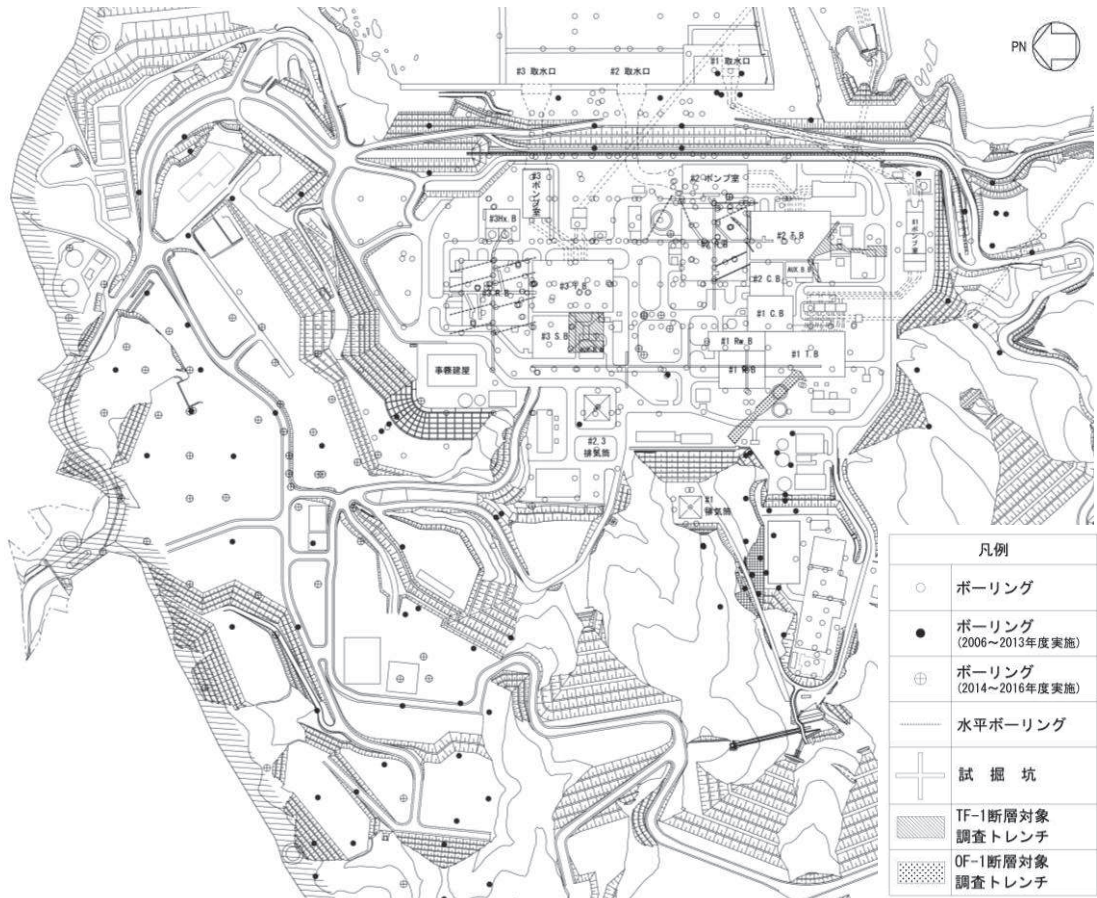 PN
#3 取水口
#2 取水口
#1 取水口
#2 ポンプ室
#3
ポンプ室
#1
ポンプ室
#3Hx.B
#2 T.B
#3 R.B
#3 T.B
#2 C.B
AUX.B
#1 C.B
#3 S.B
#1 Rw.B
#1 T.B
事務建屋
#2,3
排気筒
#1
排気筒
凡例
ボーリング
ボーリング
(2006～2013年度実施)
ボーリング
(2014～2016年度実施)
水平ボーリング
試 掘 坑
TF-1断層対象
調査トレンチ
OF-1断層対象
調査トレンチ